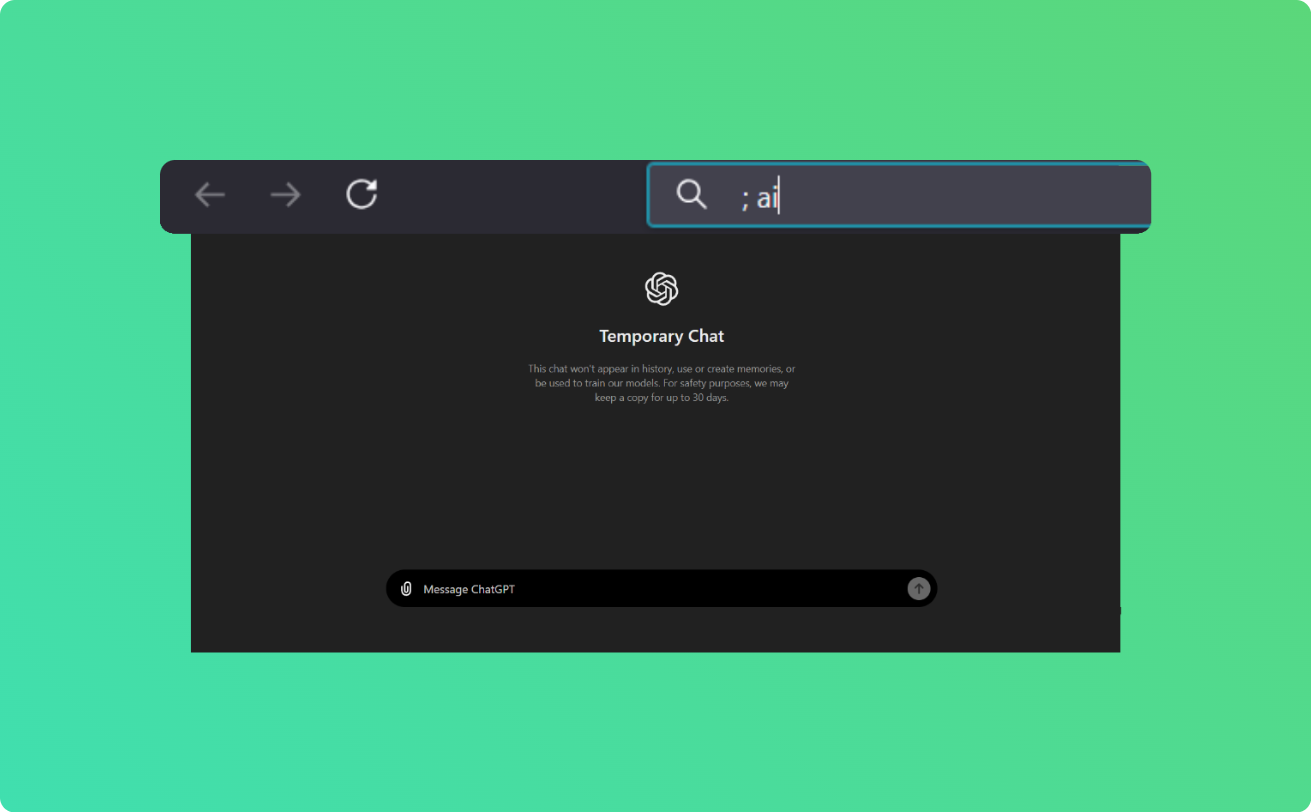 ; ai
Temporary Chat
This chat won't appear in history, use or create memories, or
be used to train our models. For safety purposes, we may
keep a copy for up to 30 days.
Message ChatGPT